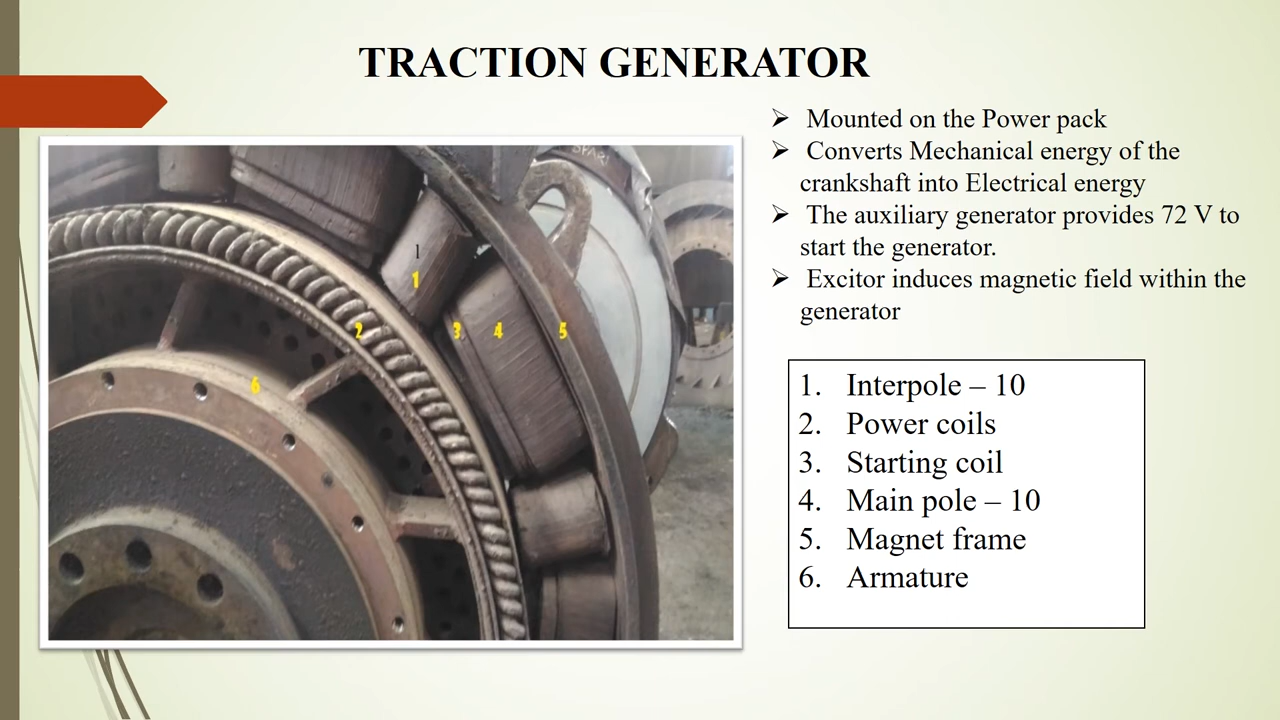 TRACTION GENERATOR
➢ Mounted on the Power pack
➢ Converts Mechanical energy of the
crankshaft into Electrical energy
➢ The auxiliary generator provides 72 V to
start the generator.
➢ Excitor induces magnetic field within the
generator
SPARE
1
1
2
3
4
5
6
1. Interpole – 10
2. Power coils
3. Starting coil
4. Main pole – 10
5. Magnet frame
6. Armature